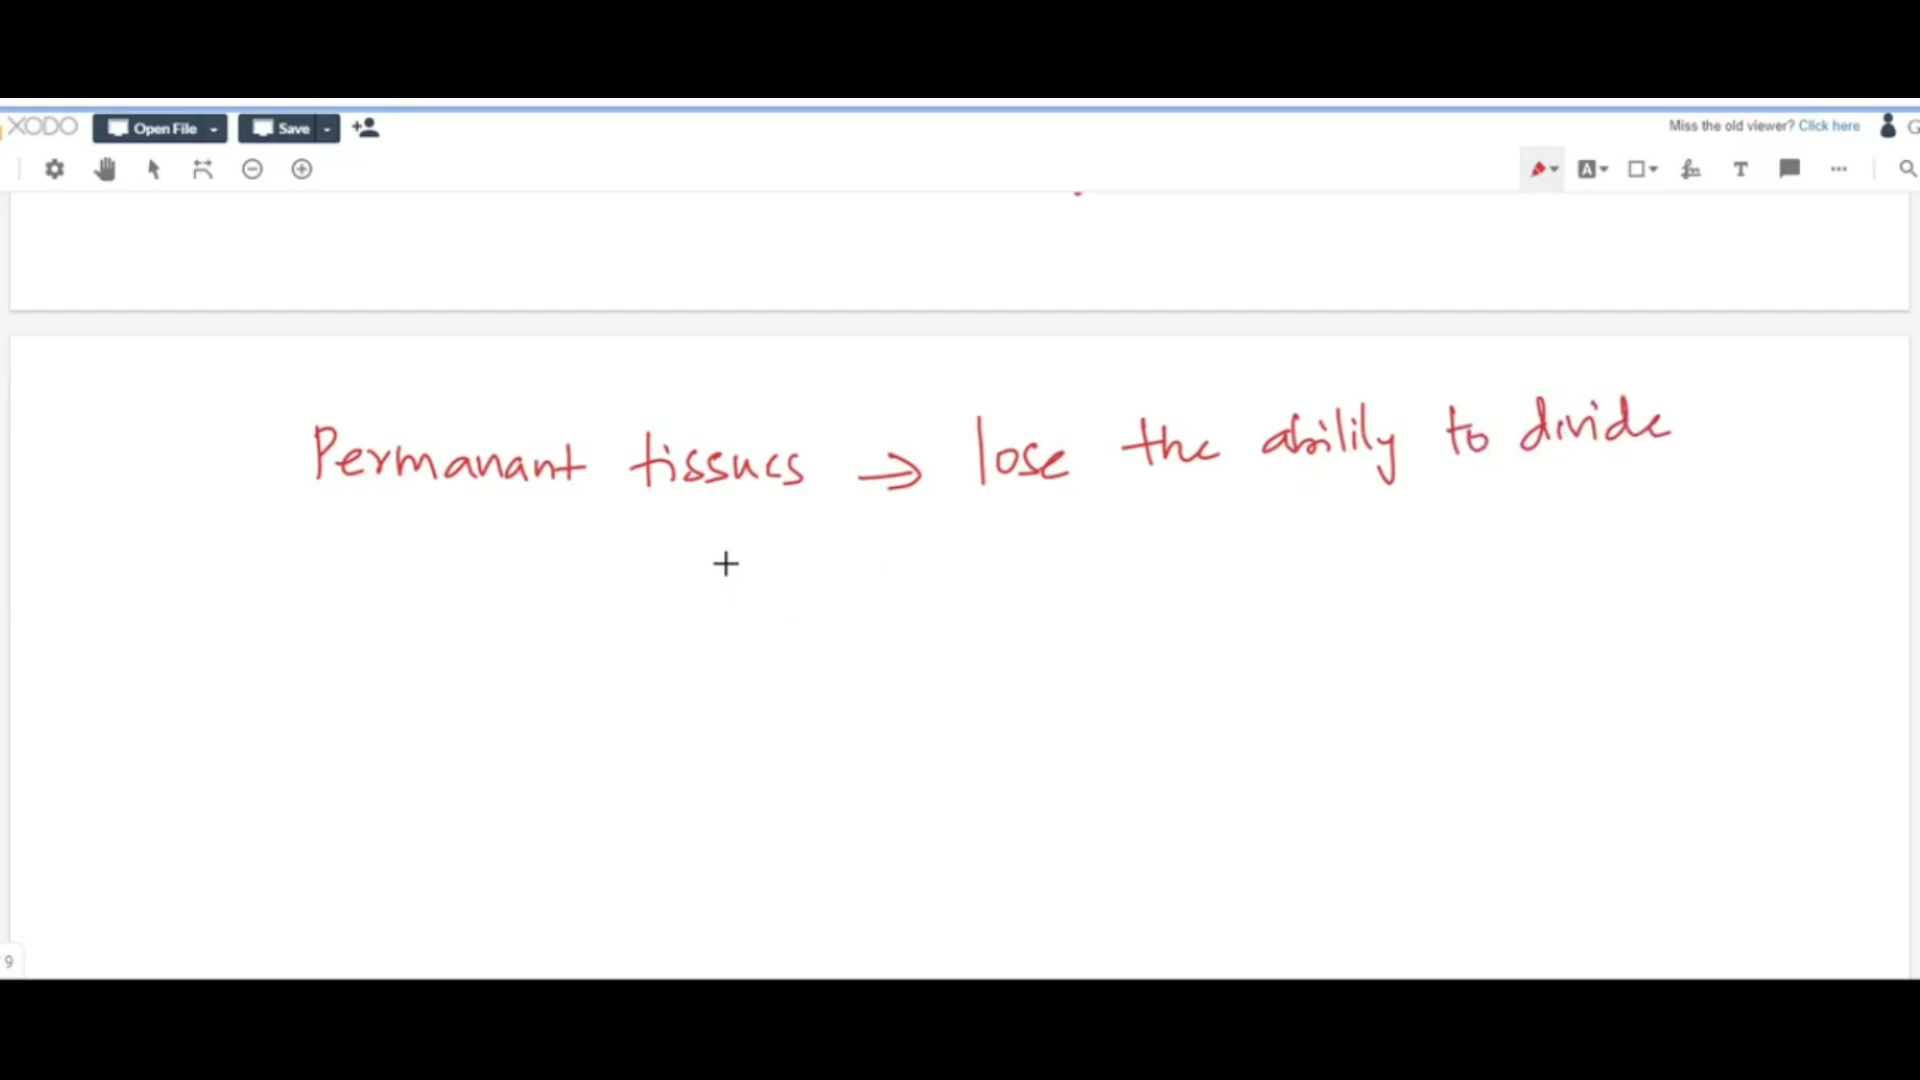 XODO Open File Save Miss the old viewer? Click here G
Permanant tissues → lose the ability to divide
9